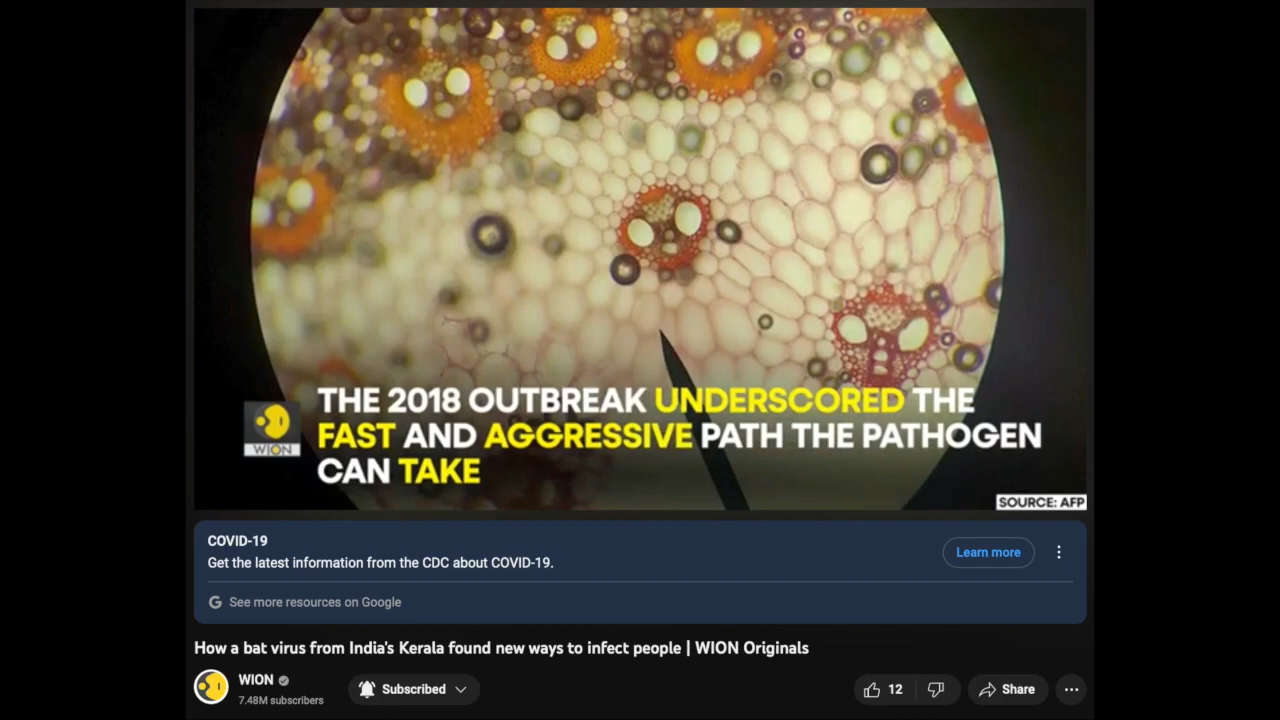 THE 2018 OUTBREAK UNDERSCORED THE
FAST AND AGGRESSIVE PATH THE PATHOGEN
CAN TAKE
WION
SOURCE: AFP
COVID-19
Get the latest information from the CDC about COVID-19.
Learn more
See more resources on Google
How a bat virus from India's Kerala found new ways to infect people | WION Originals
WION
7.48M subscribers
Subscribed
12
Share